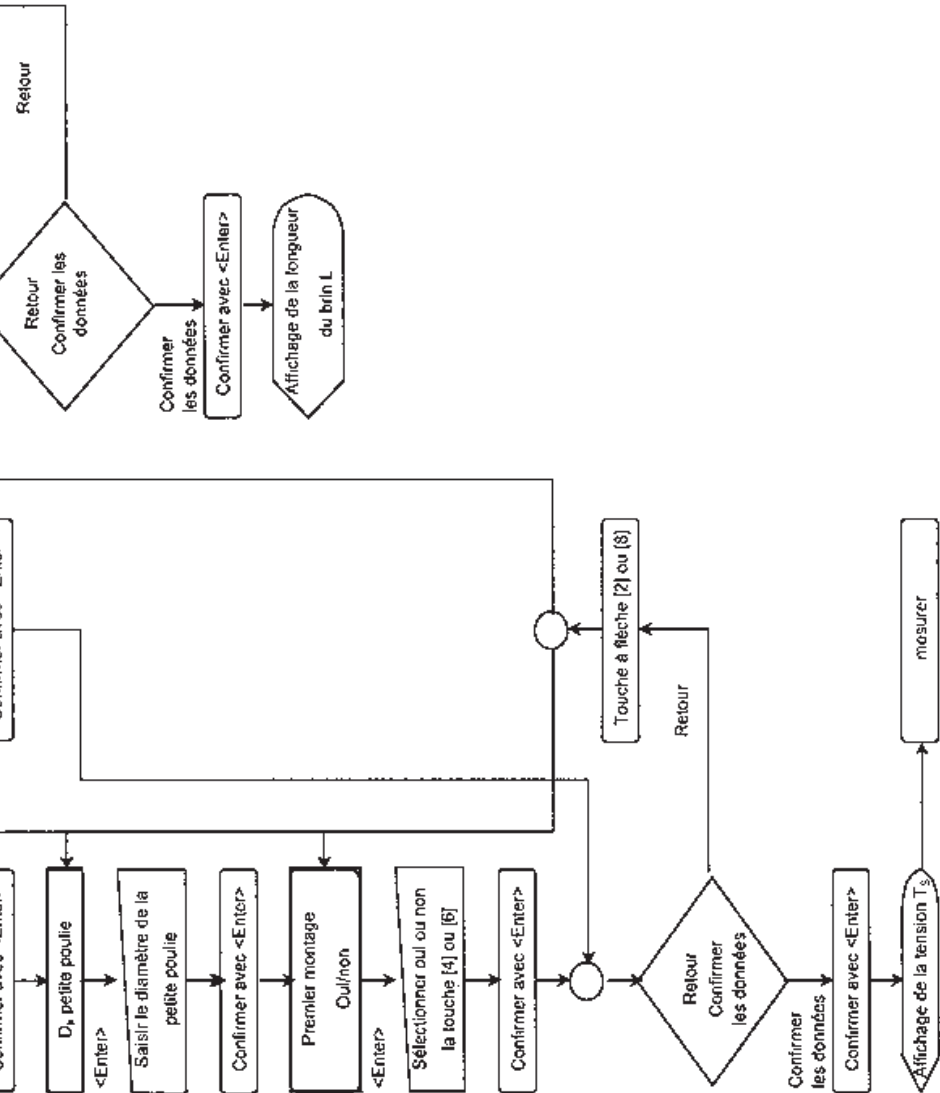 Retour
Retour
Confirmer les
données
Confirmer
les données
Confirmer avec <Enter>
Affichage de la longueur
du brin L
petite poulie
<Enter>
Saisir le diamètre de la
petite poulie
Confirmer avec <Enter>
Premier montage
Oui/non
<Enter>
Sélectionner oui ou non
la touche [4] ou [6]
Confirmer avec <Enter>
Touche à flèche [2] ou [8]
Retour
Retour
Confirmer
les données
Confirmer
les données
Confirmer avec <Enter>
Affichage de la tension Ts
mosurer